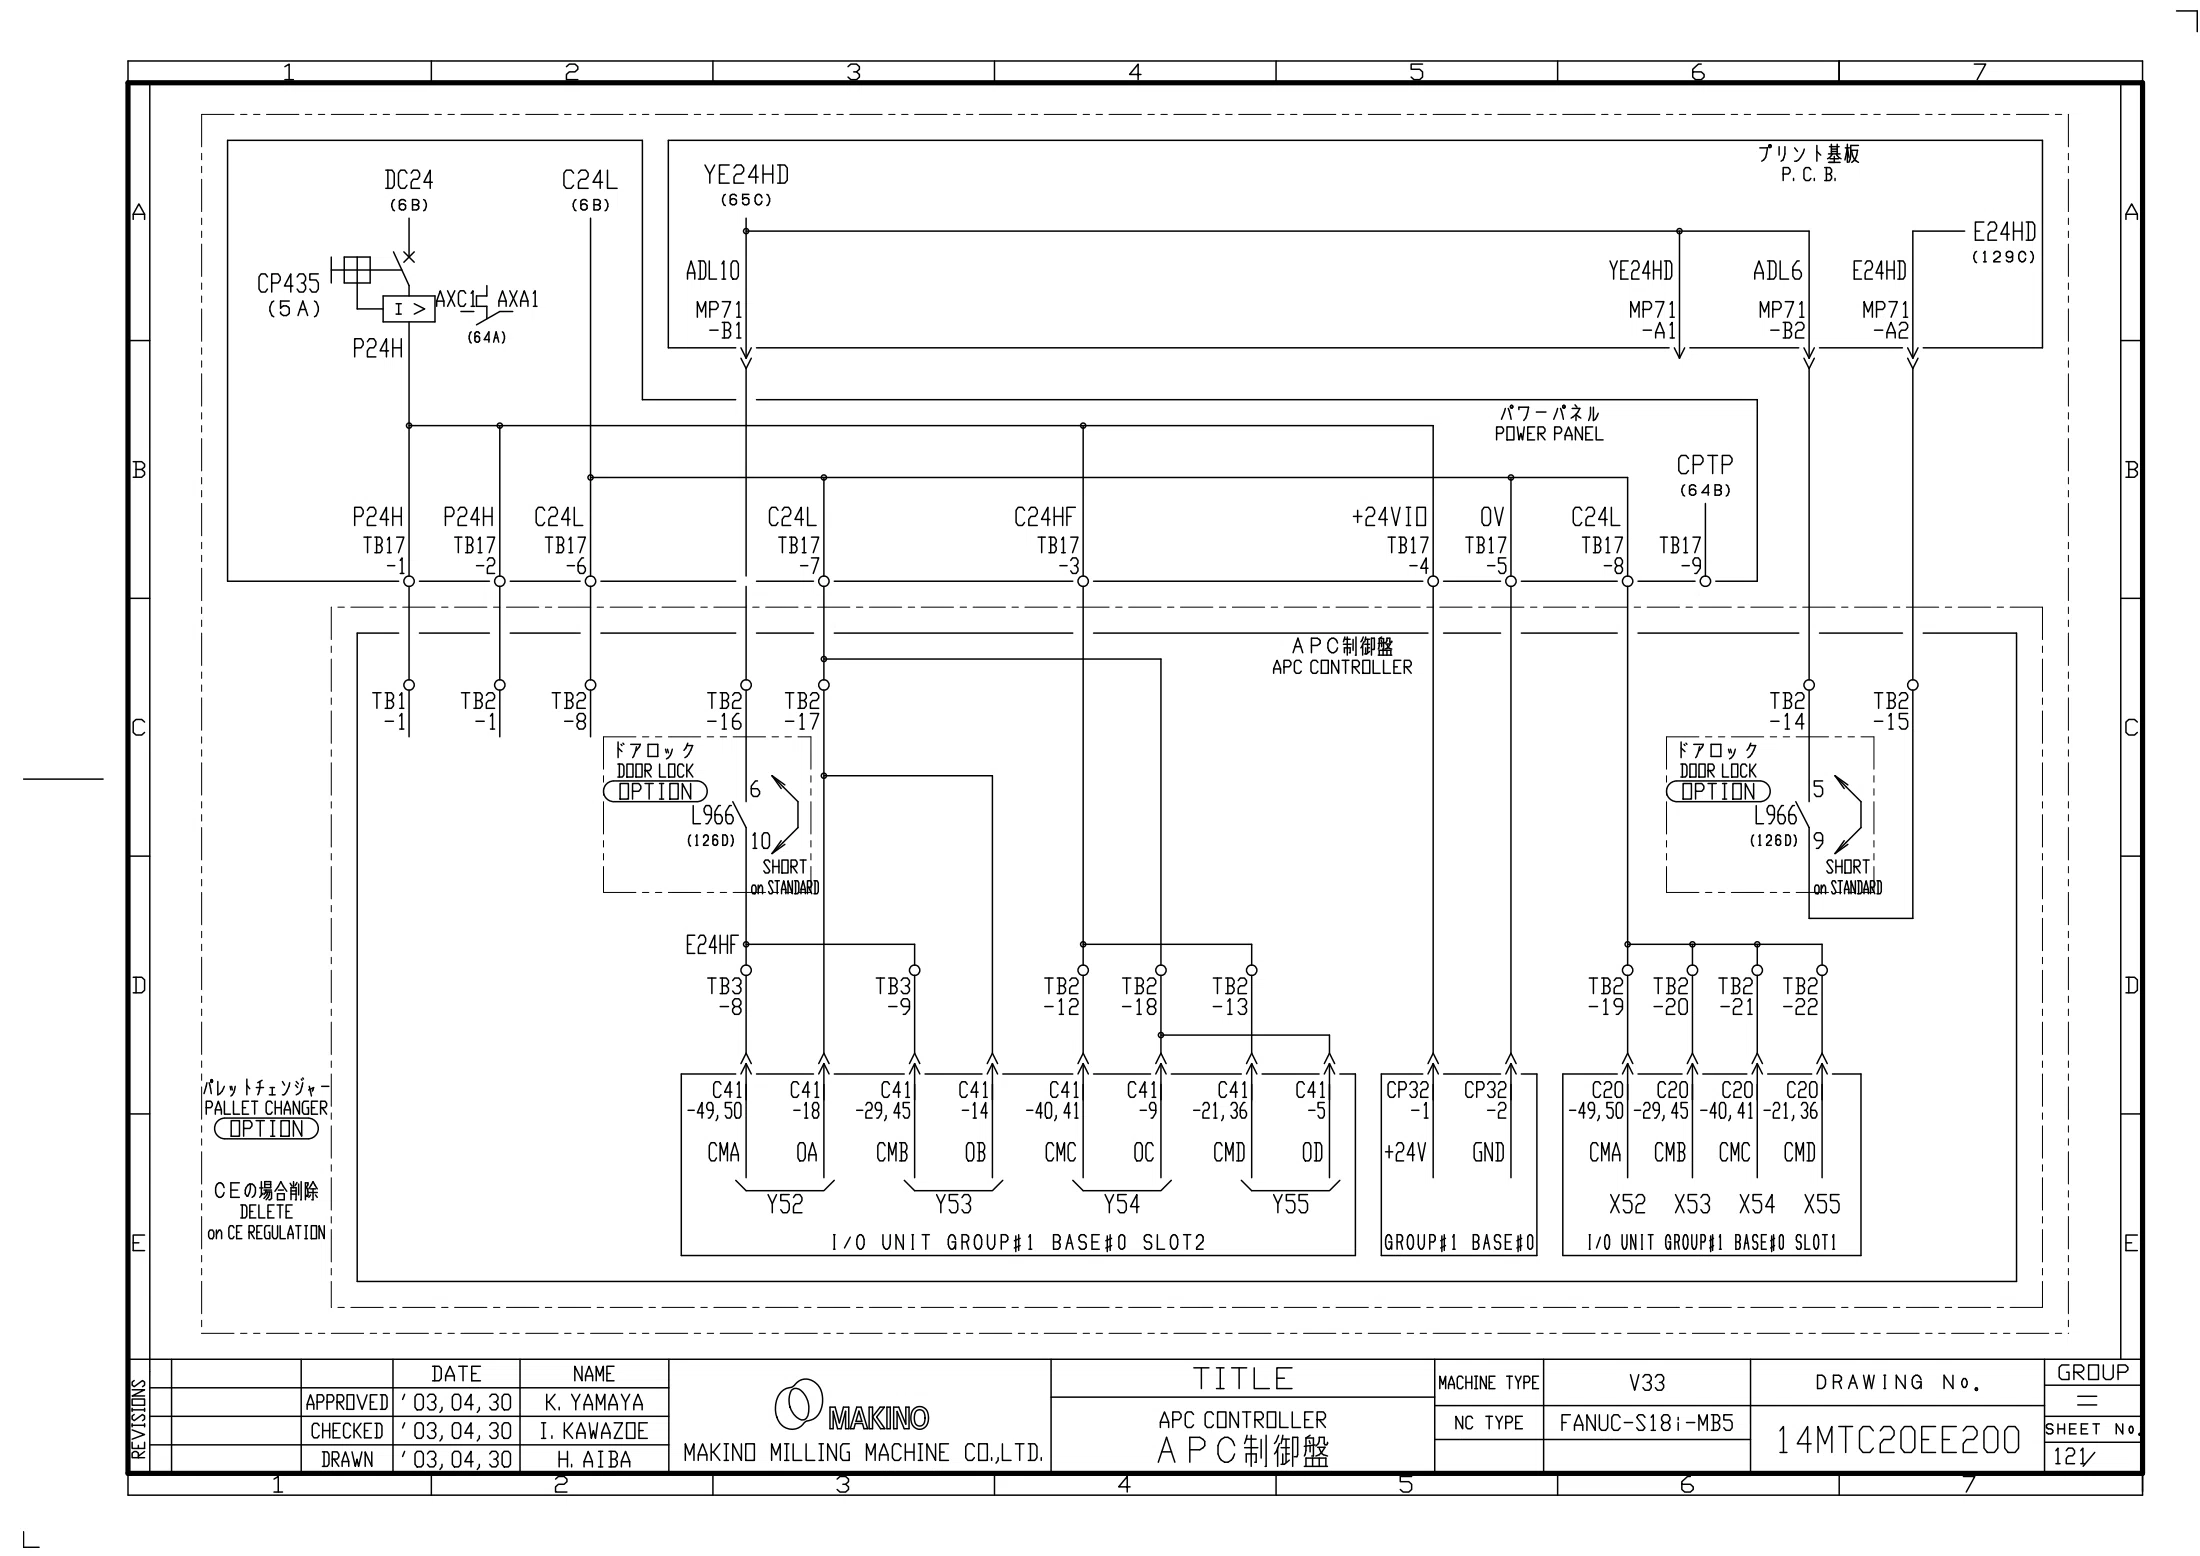 1 2 3 4 5 6 7
A
B
C
D
E
A
B
C
D
E
プリント基板
P. C. B.
DC24
(6B)
C24L
(6B)
YE24HD
(65C)
E24HD
(129C)
CP435
(5A)
I >
AXC1
AXA1
(64A)
P24H
ADL10
MP71
-B1
YE24HD
MP71
-A1
ADL6
MP71
-B2
E24HD
MP71
-A2
パワーパネル
POWER PANEL
CPTP
(64B)
P24H
TB17
-1
P24H
TB17
-2
C24L
TB17
-6
C24L
TB17
-7
C24HF
TB17
-3
+24VIO
TB17
-4
0V
TB17
-5
C24L
TB17
-8
TB17
-9
APC制御盤
APC CONTROLLER
TB1
-1
TB2
-1
TB2
-8
TB2
-16
TB2
-17
TB2
-14
TB2
-15
ドアロック
DOOR LOCK
OPTION
6
L966
(126D)
10
SHORT
on STANDARD
ドアロック
DOOR LOCK
OPTION
5
L966
(126D)
9
SHORT
on STANDARD
E24HF
TB3
-8
TB3
-9
TB2
-12
TB2
-18
TB2
-13
TB2
-19
TB2
-20
TB2
-21
TB2
-22
パレットチェンジャー
PALLET CHANGER
OPTION
CEの場合削除
DELETE
on CE REGULATION
C41
-49,50
CMA
C41
-18
0A
C41
-29,45
CMB
C41
-14
0B
C41
-40,41
CMC
C41
-9
0C
C41
-21,36
CMD
C41
-5
0D
Y52 Y53 Y54 Y55
I/O UNIT GROUP#1 BASE#0 SLOT2
CP32
-1
+24V
CP32
-2
GND
GROUP#1 BASE#0
C20
-49,50
CMA
C20
-29,45
CMB
C20
-40,41
CMC
C20
-21,36
CMD
X52 X53 X54 X55
I/O UNIT GROUP#1 BASE#0 SLOT1
REVISIONS
DATE NAME
APPROVED '03,04,30 K. YAMAYA
CHECKED '03,04,30 I. KAWAZOE
DRAWN '03,04,30 H. AIBA
MAKINO
MAKINO MILLING MACHINE CO.,LTD.
TITLE
APC CONTROLLER
APC制御盤
MACHINE TYPE V33
NC TYPE FANUC-S18i-MB5
DRAWING No.
14MTC20EE200
GROUP
=
SHEET No.
121/
1 2 3 4 5 6 7